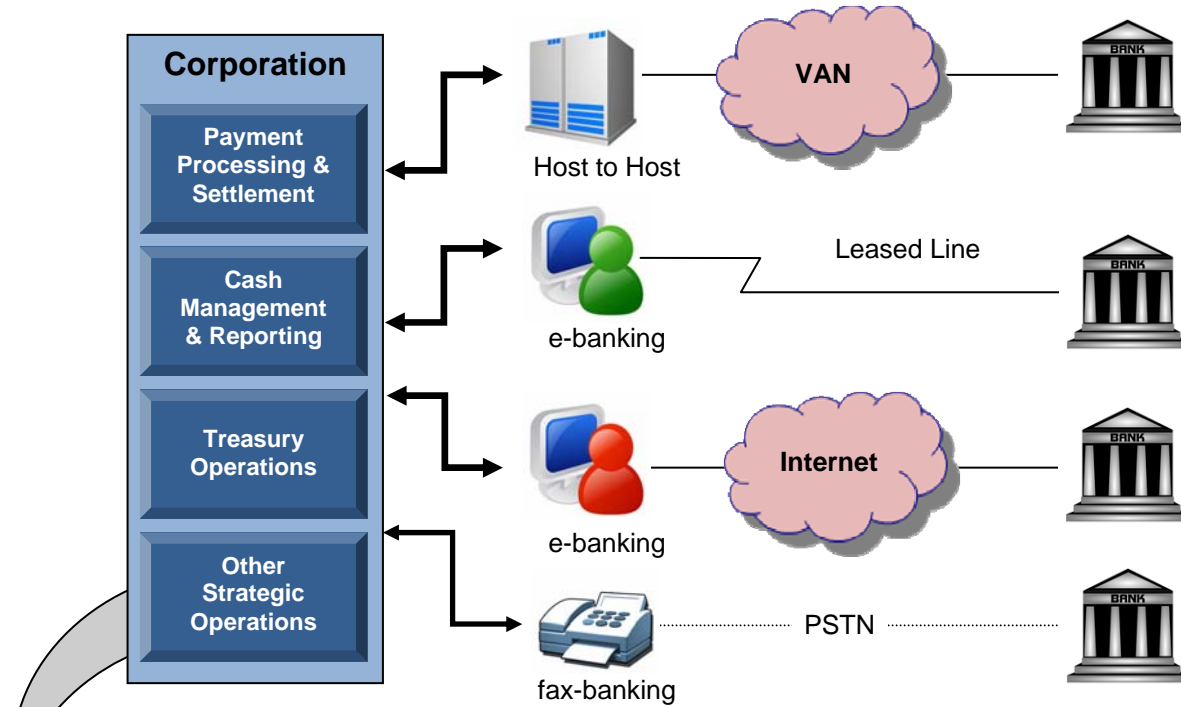 Corporation
Payment
Processing &
Settlement
Cash
Management
& Reporting
Treasury
Operations
Other
Strategic
Operations
Host to Host
VAN
BANK
e-banking
Leased Line
BANK
e-banking
Internet
BANK
fax-banking
PSTN
BANK